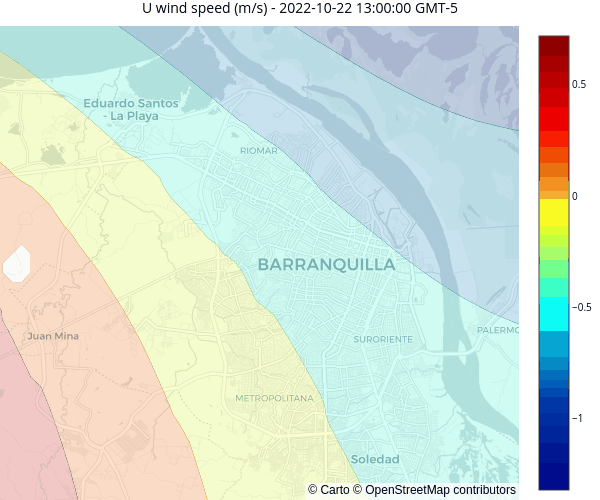 U wind speed (m/s) - 2022-10-22 13:00:00 GMT-5
Eduardo Santos
- La Playa
RIOMAR
BARRANQUILLA
Juan Mina
SURORIENTE
PALERMO
METROPOLITANA
Soledad
© Carto © OpenStreetMap contributors
0.5
0
−0.5
−1